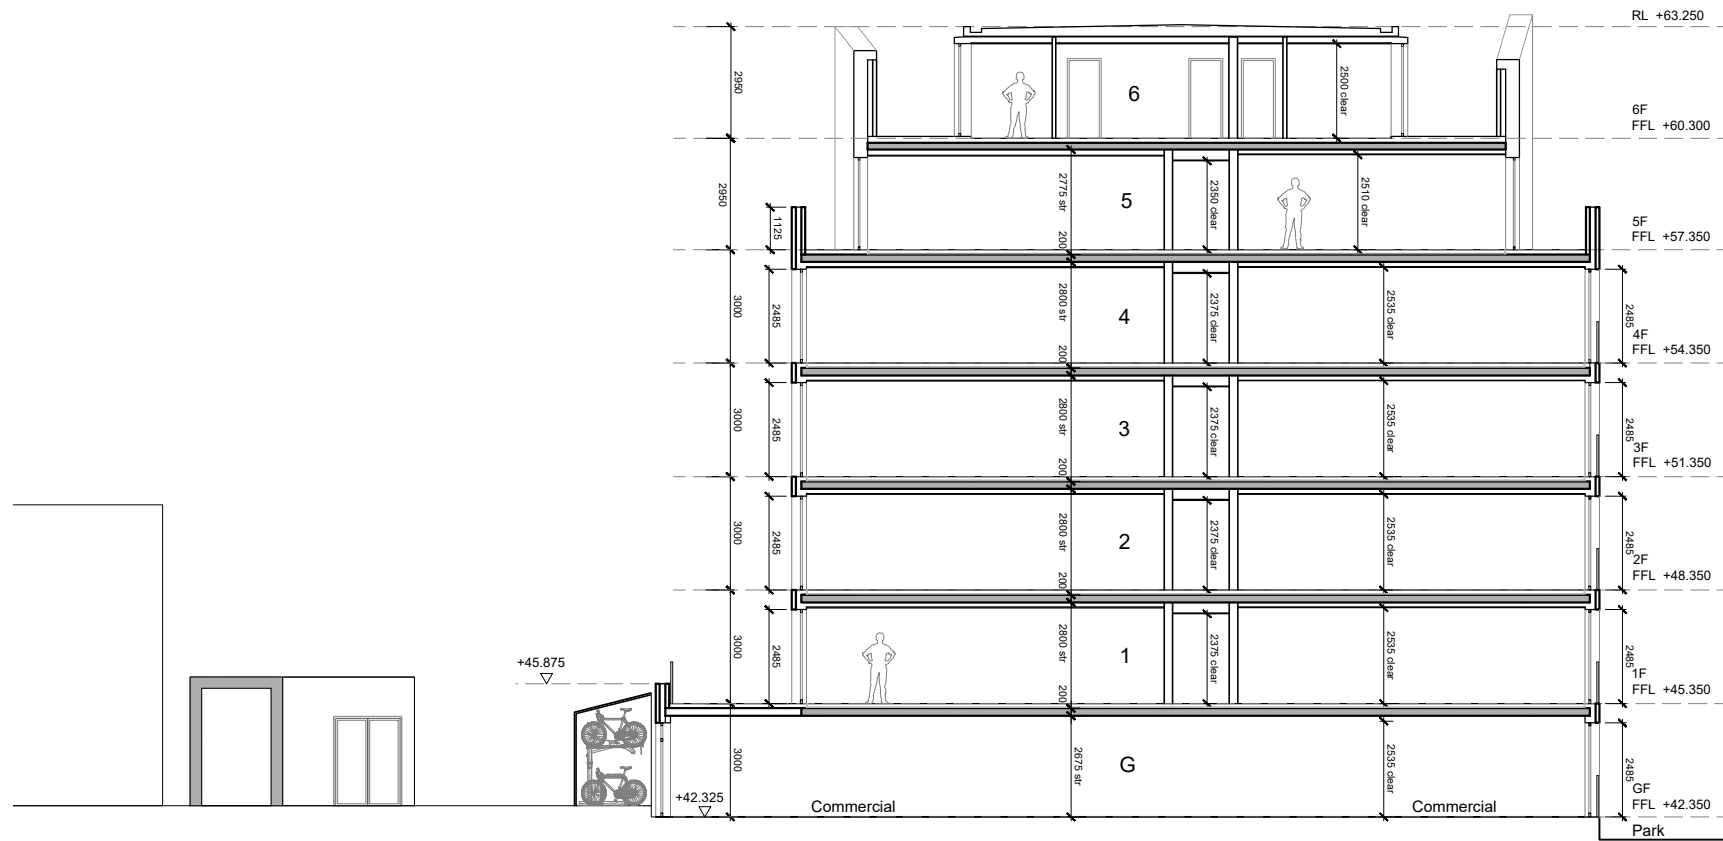 RL +63.250
2950
2500 clear
6
6F
FFL +60.300
2950
2775 str
2350 clear
2510 clear
5
1125
200
5F
FFL +57.350
3000
2485
2800 str
2375 clear
2535 clear
4
2485
200
4F
FFL +54.350
3000
2485
2800 str
2375 clear
2535 clear
3
2485
200
3F
FFL +51.350
3000
2485
2800 str
2375 clear
2535 clear
2
2485
200
2F
FFL +48.350
3000
2485
2800 str
2375 clear
2535 clear
1
2485
200
1F
FFL +45.350
+45.875
3000
2675 str
2535 clear
G
2485
GF
FFL +42.350
+42.325
Commercial
Commercial
Park